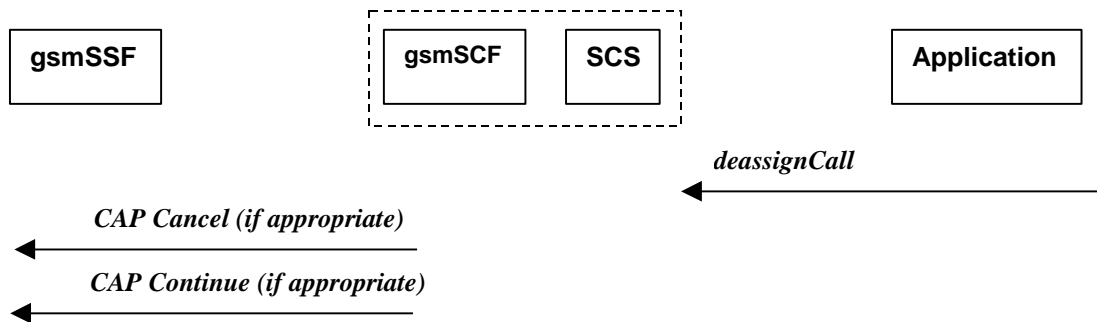 gsmSSF
gsmSCF
SCS
Application
deassignCall
CAP Cancel (if appropriate)
CAP Continue (if appropriate)